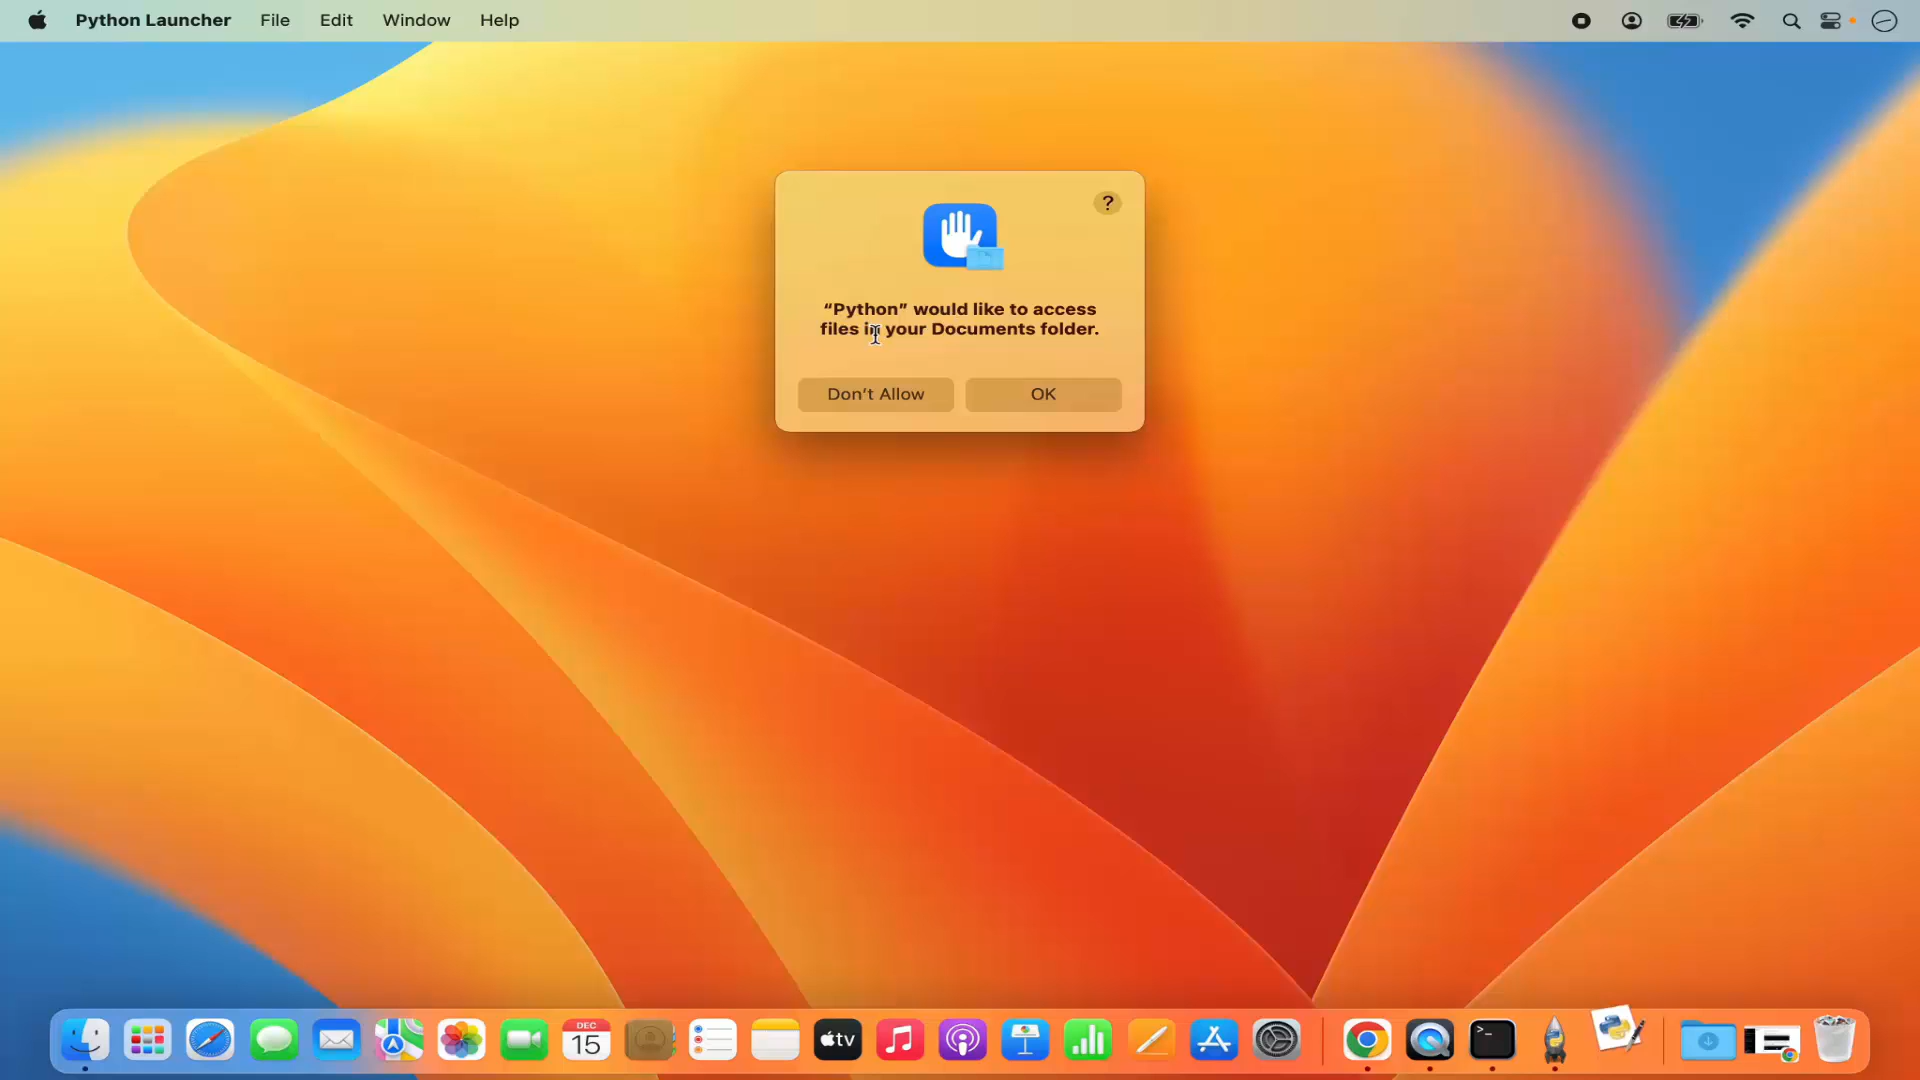 Python Launcher File Edit Window Help
?
“Python” would like to access
files in your Documents folder.
Don’t Allow OK
DEC
15
tv
>_